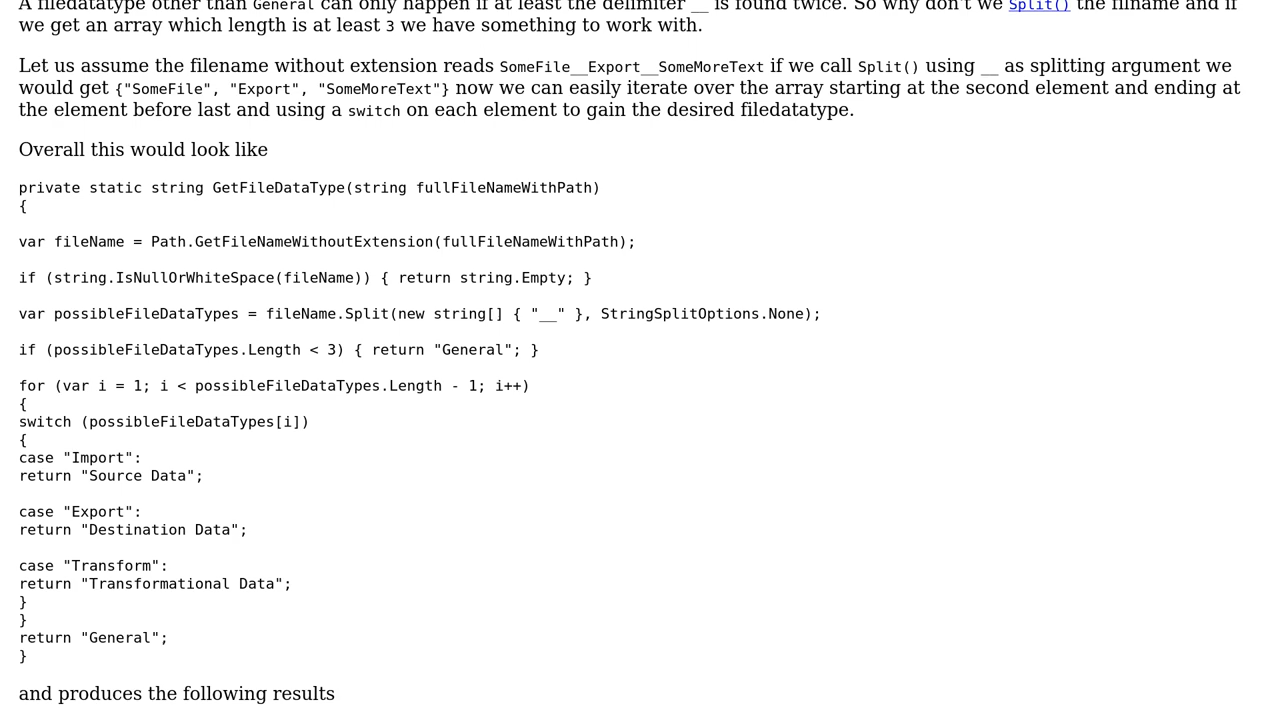 A filedatatype other than General can only happen if at least the delimiter __ is found twice. So why don't we Split() the filname and if
we get an array which length is at least 3 we have something to work with.
Let us assume the filename without extension reads SomeFile__Export__SomeMoreText if we call Split() using __ as splitting argument we
would get {"SomeFile", "Export", "SomeMoreText"} now we can easily iterate over the array starting at the second element and ending at
the element before last and using a switch on each element to gain the desired filedatatype.
Overall this would look like
private static string GetFileDataType(string fullFileNameWithPath)
{
var fileName = Path.GetFileNameWithoutExtension(fullFileNameWithPath);
if (string.IsNullOrWhiteSpace(fileName)) { return string.Empty; }
var possibleFileDataTypes = fileName.Split(new string[] { "__" }, StringSplitOptions.None);
if (possibleFileDataTypes.Length < 3) { return "General"; }
for (var i = 1; i < possibleFileDataTypes.Length - 1; i++)
{
switch (possibleFileDataTypes[i])
{
case "Import":
return "Source Data";
case "Export":
return "Destination Data";
case "Transform":
return "Transformational Data";
}
}
return "General";
}
and produces the following results